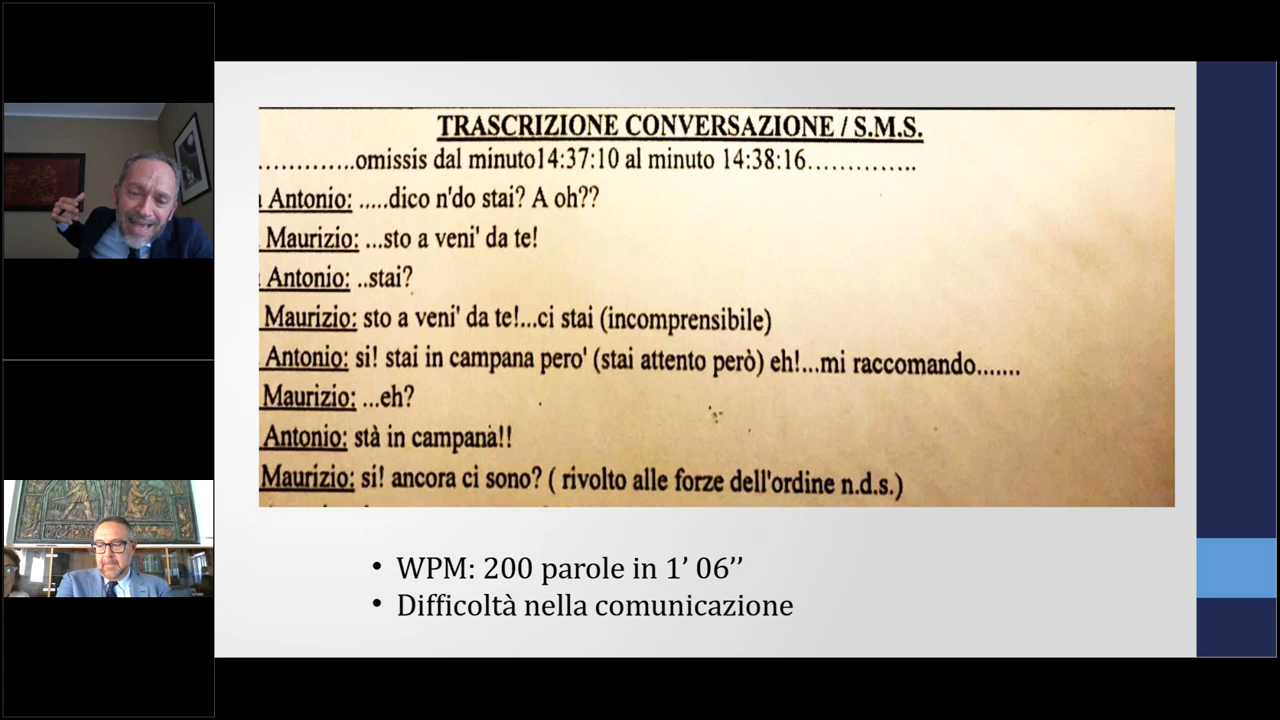 TRASCRIZIONE CONVERSAZIONE / S.M.S.
.............omissis dal minuto14:37:10 al minuto 14:38:16..............
Antonio: .....dico n'do stai? A oh??
Maurizio: ...sto a veni' da te!
Antonio: ..stai?
Maurizio: sto a veni' da te!...ci stai (incomprensibile)
Antonio: si! stai in campana pero' (stai attento però) eh!...mi raccomando.......
Maurizio: ...eh?
Antonio: stà in campana!!
Maurizio: si! ancora ci sono? ( rivolto alle forze dell'ordine n.d.s.)
• WPM: 200 parole in 1’ 06’’
• Difficoltà nella comunicazione